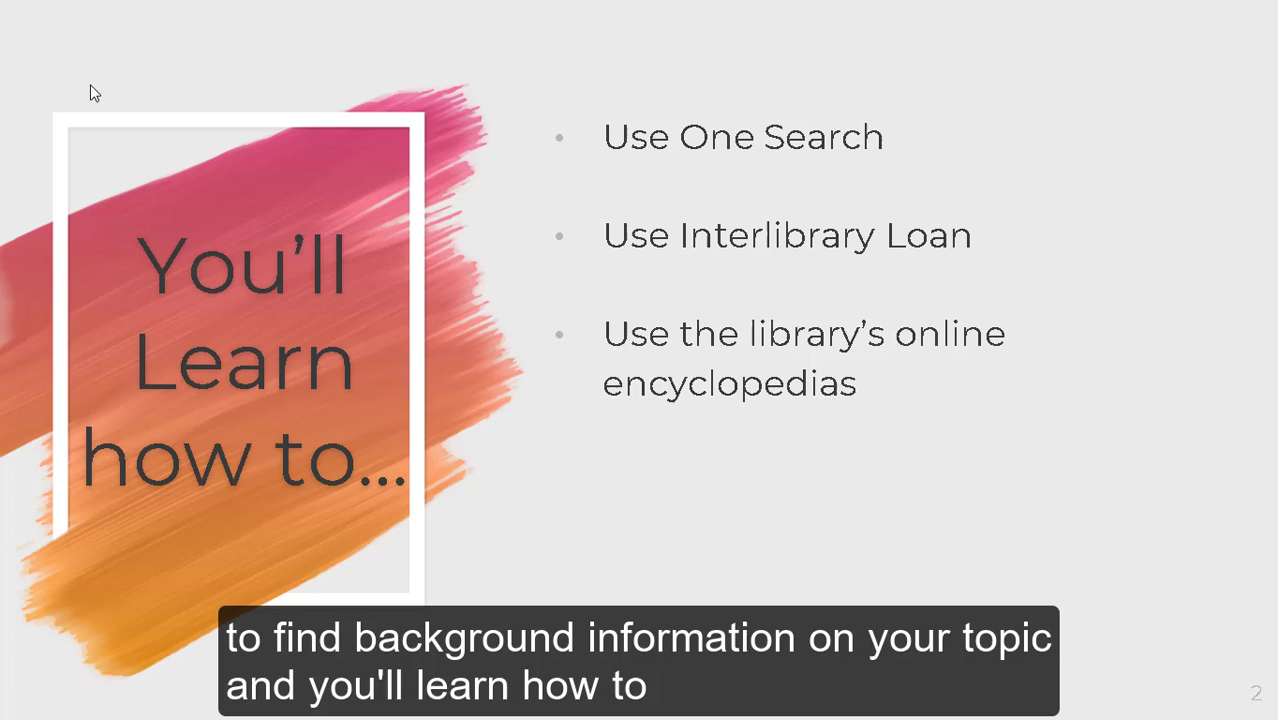 You’ll
Learn
how to...
• Use One Search
• Use Interlibrary Loan
• Use the library’s online
encyclopedias
to find background information on your topic
and you'll learn how to
2